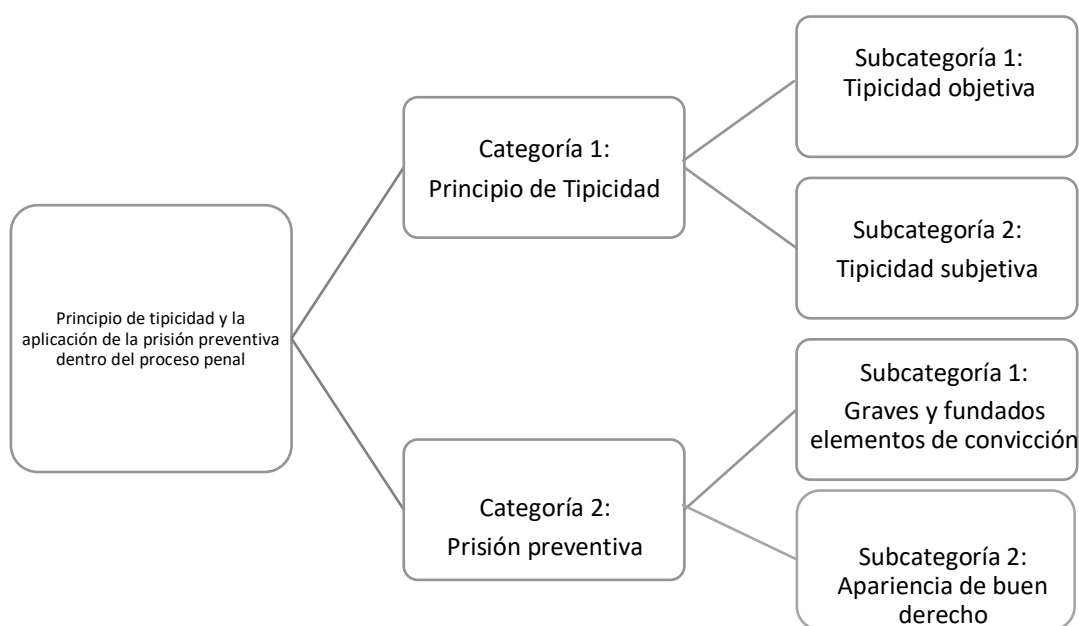 Principio de tipicidad y la
aplicación de la prisión preventiva
dentro del proceso penal
Categoría 1:
Principio de Tipicidad
Subcategoría 1:
Tipicidad objetiva
Subcategoría 2:
Tipicidad subjetiva
Categoría 2:
Prisión preventiva
Subcategoría 1:
Graves y fundados
elementos de convicción
Subcategoría 2:
Apariencia de buen
derecho